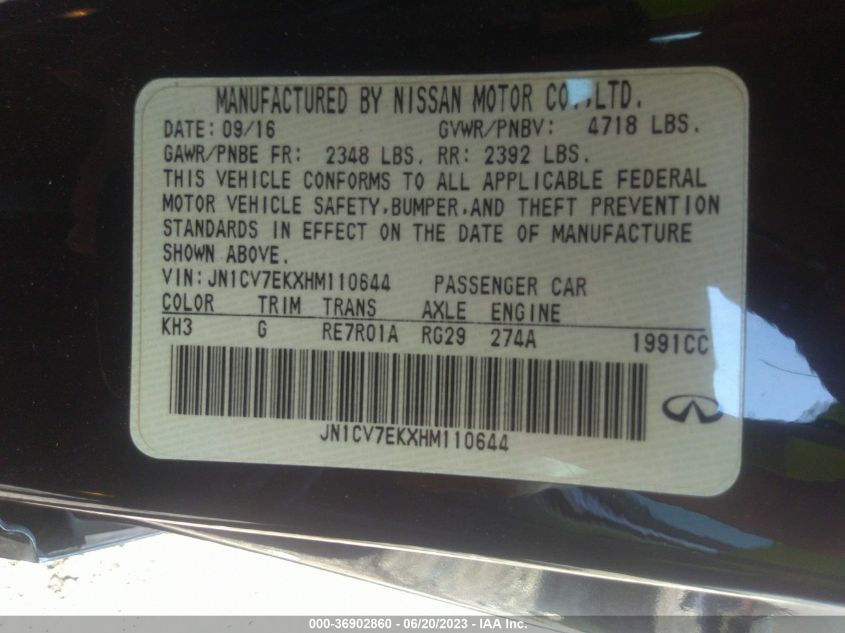 MANUFACTURED BY NISSAN MOTOR CO.,LTD.
DATE: 09/16 GVWR/PNBV: 4718 LBS.
GAWR/PNBE FR: 2348 LBS. RR: 2392 LBS.
THIS VEHICLE CONFORMS TO ALL APPLICABLE FEDERAL
MOTOR VEHICLE SAFETY,BUMPER,AND THEFT PREVENTION
STANDARDS IN EFFECT ON THE DATE OF MANUFACTURE
SHOWN ABOVE.
VIN:JN1CV7EKXHM110644 PASSENGER CAR
COLOR TRIM TRANS AXLE ENGINE
KH3 G RE7R01A RG29 274A 1991CC
JN1CV7EKXHM110644
000-36902860 - 06/20/2023 - IAA Inc.